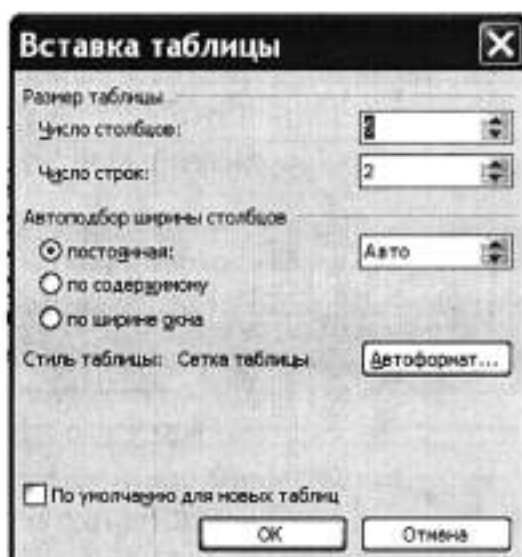 Вставка таблицы
Размер таблицы
Число столбцов:
Число строк: 2
Автоподбор ширины столбцов
постоянная: Авто
по содержимому
по ширине окна
Стиль таблицы: Сетка таблицы Автоформат...
По умолчанию для новых таблиц
ОК Отмена